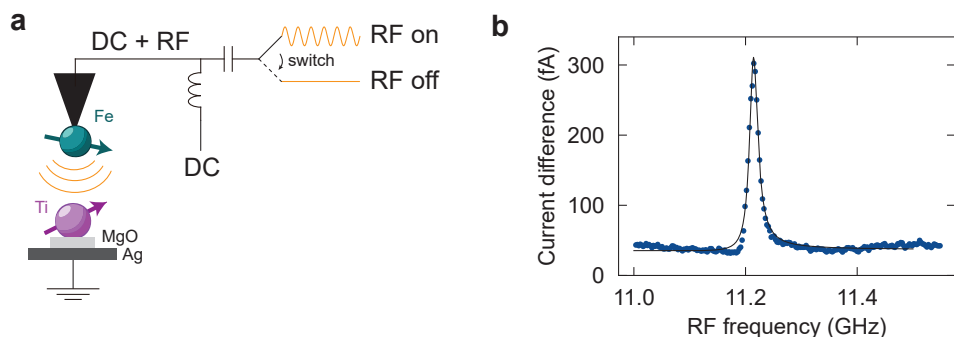 a
DC + RF
RF on
switch
RF off
Fe
DC
Ti
MgO
Ag
b
Current difference (fA)
300
200
100
0
11.0
11.2
11.4
RF frequency (GHz)